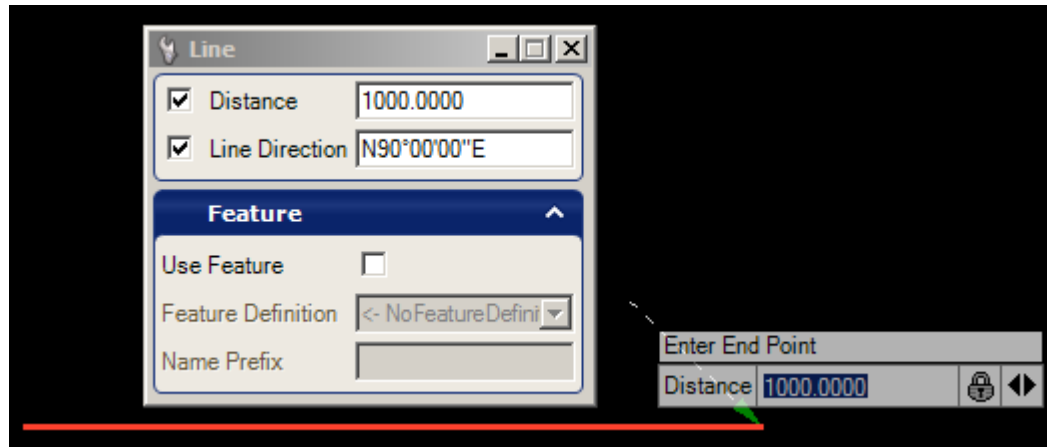 Line
Distance 1000.0000
Line Direction N90°00'00"E
Feature
Use Feature
Feature Definition <- NoFeatureDefini
Name Prefix
Enter End Point
Distance 1000.0000